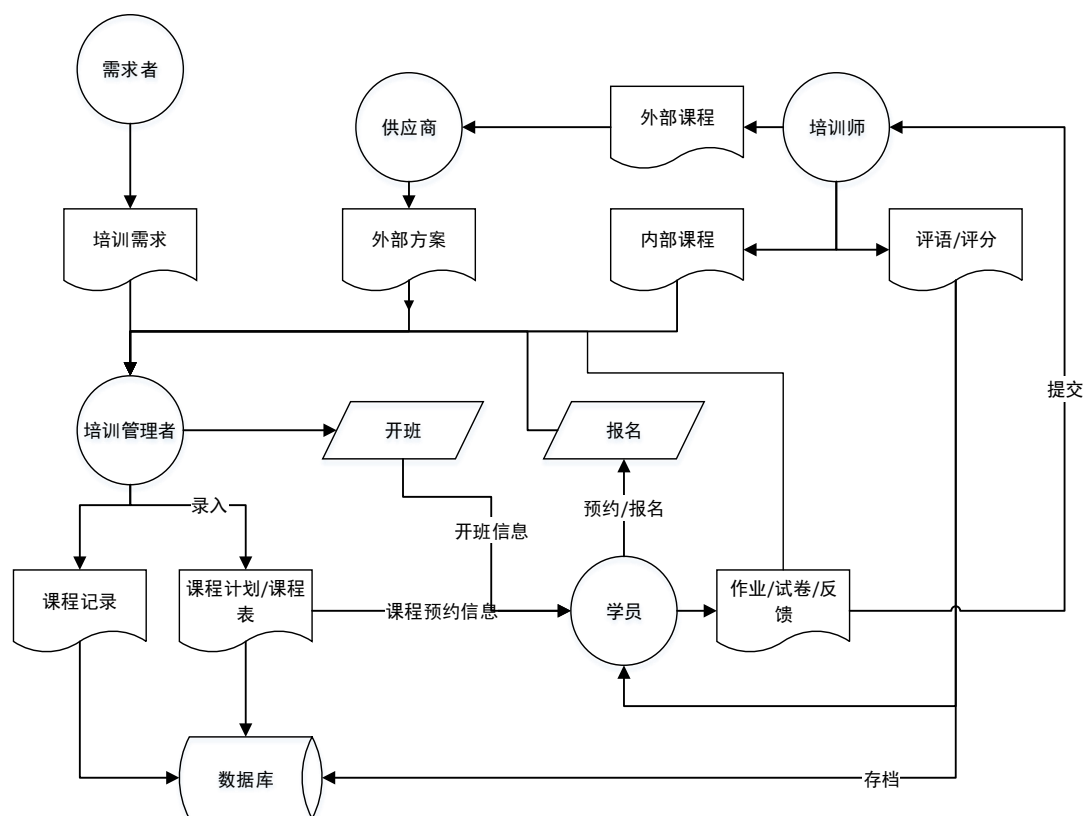 需求者
供应商
外部课程
培训师
培训需求
外部方案
内部课程
评语/评分
提交
培训管理者
开班
报名
录入
预约/报名
开班信息
课程记录
课程计划/课程
表
课程预约信息
学员
作业/试卷/反
馈
数据库
存档